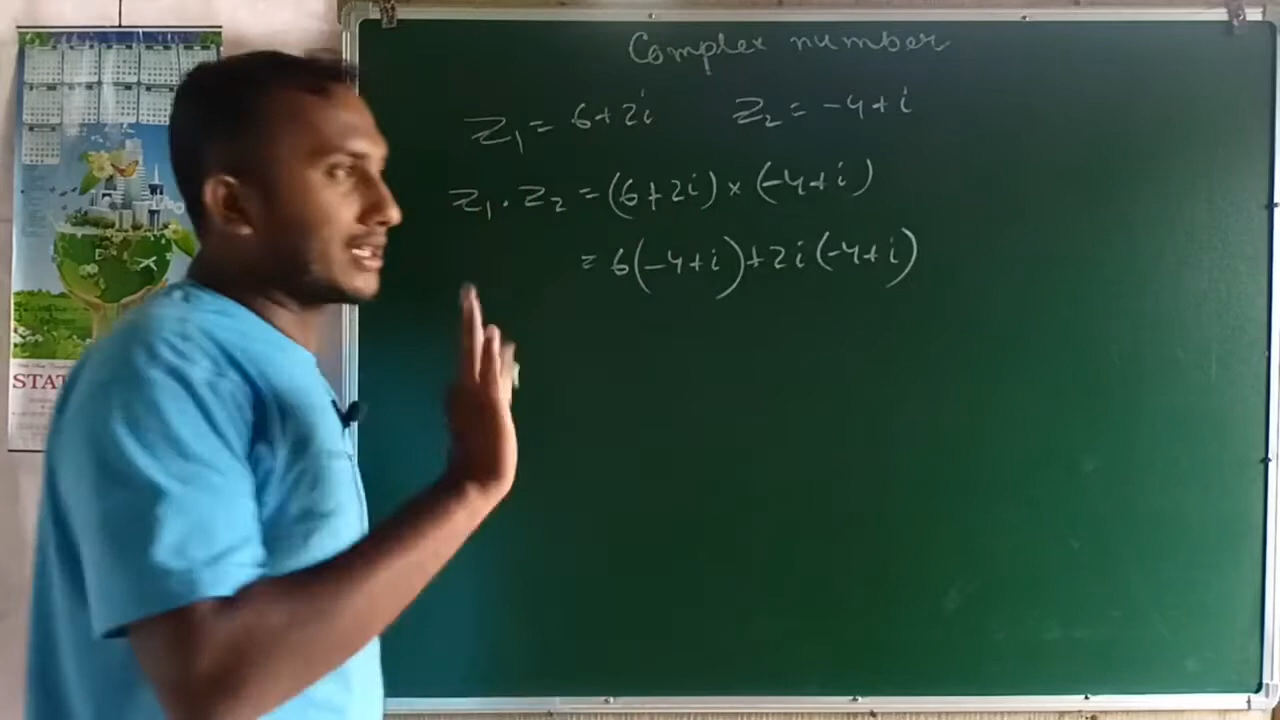 Complex number
Z₁ = 6+2i Z₂ = -4+i
Z₁ . Z₂ = (6+2i) × (-4+i)
= 6(-4+i)+2i(-4+i)
STAT